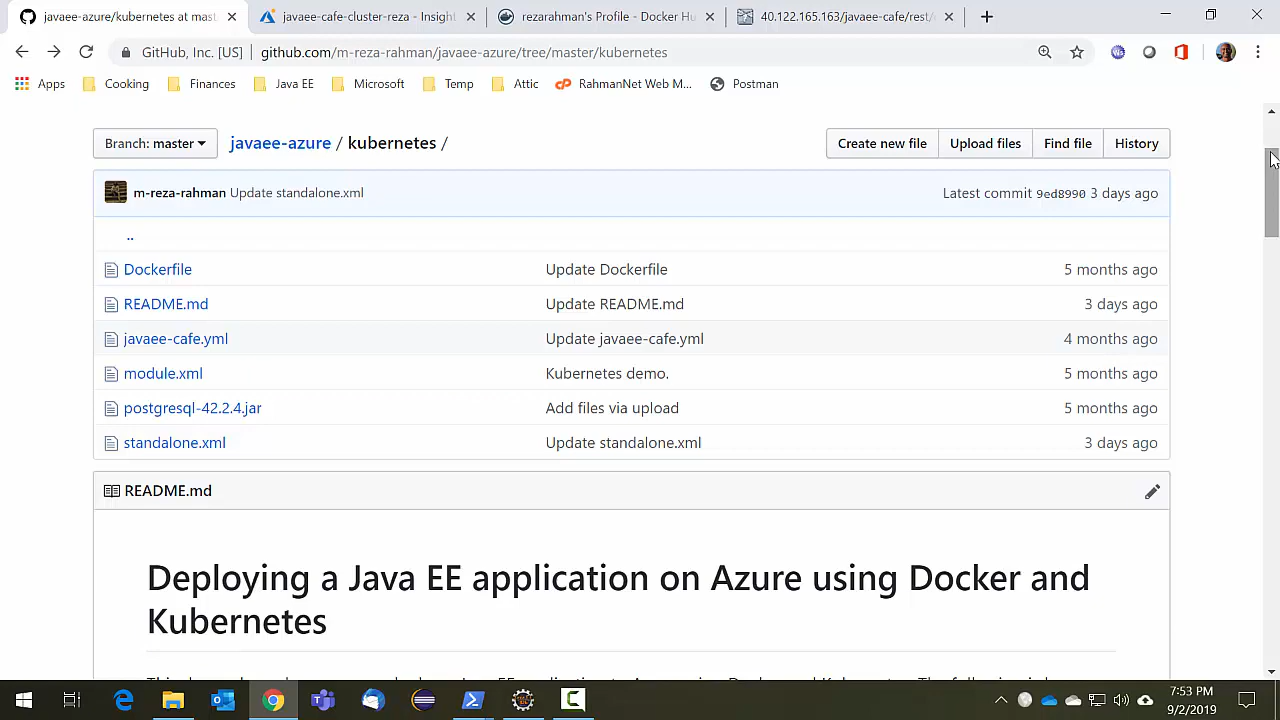 javaee-azure/kubernetes at mast
javaee-cafe-cluster-reza - Insigh
rezarahman's Profile - Docker Hu
40.122.165.163/javaee-cafe/rest/
GitHub, Inc. [US] | github.com/m-reza-rahman/javaee-azure/tree/master/kubernetes
Apps Cooking Finances Java EE Microsoft Temp Attic RahmanNet Web M... Postman
Branch: master javaee-azure / kubernetes / Create new file Upload files Find file History
m-reza-rahman Update standalone.xml Latest commit 9ed8990 3 days ago
..
Dockerfile Update Dockerfile 5 months ago
README.md Update README.md 3 days ago
javaee-cafe.yml Update javaee-cafe.yml 4 months ago
module.xml Kubernetes demo. 5 months ago
postgresql-42.2.4.jar Add files via upload 5 months ago
standalone.xml Update standalone.xml 3 days ago
README.md
Deploying a Java EE application on Azure using Docker and
Kubernetes
7:53 PM
9/2/2019